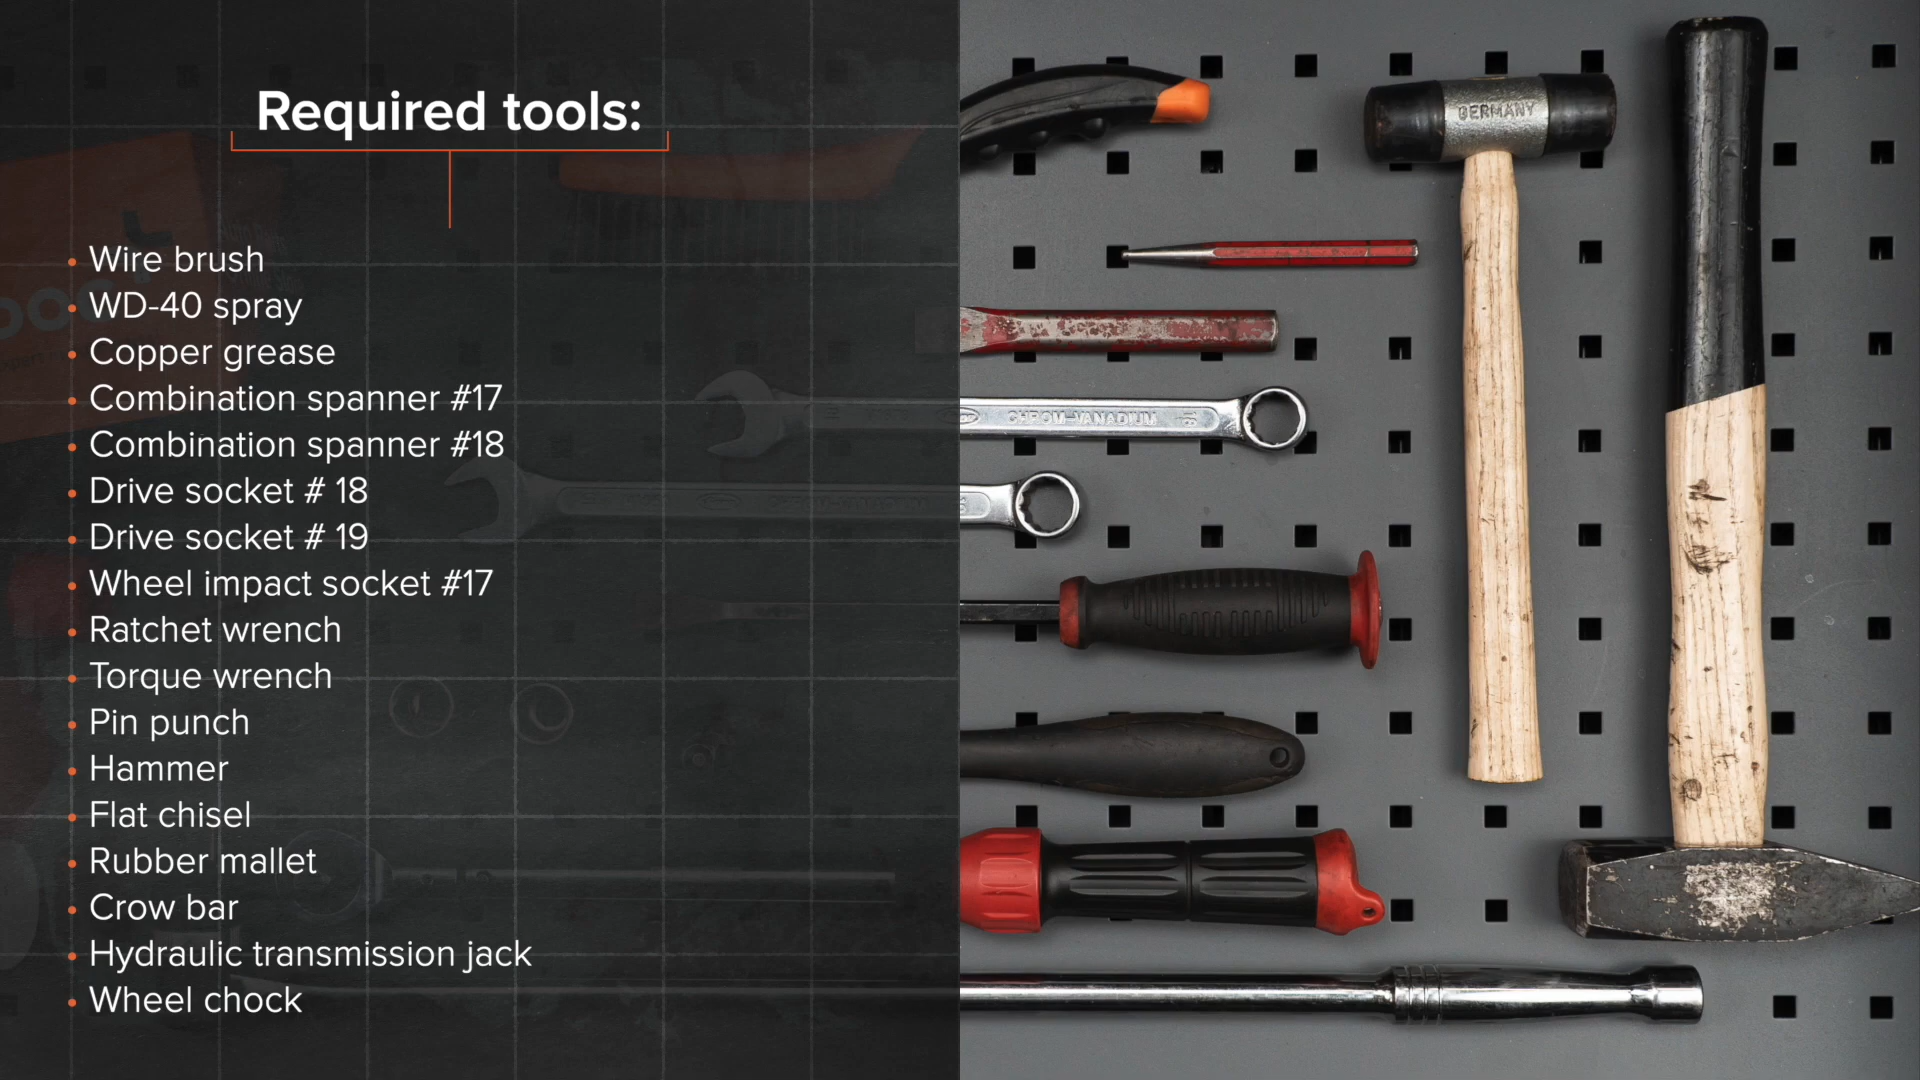 Required tools:
Wire brush
WD-40 spray
Copper grease
Combination spanner #17
Combination spanner #18
Drive socket # 18
Drive socket # 19
Wheel impact socket #17
Ratchet wrench
Torque wrench
Pin punch
Hammer
Flat chisel
Rubber mallet
Crow bar
Hydraulic transmission jack
Wheel chock
GERMANY
CHROM-VANADIUM